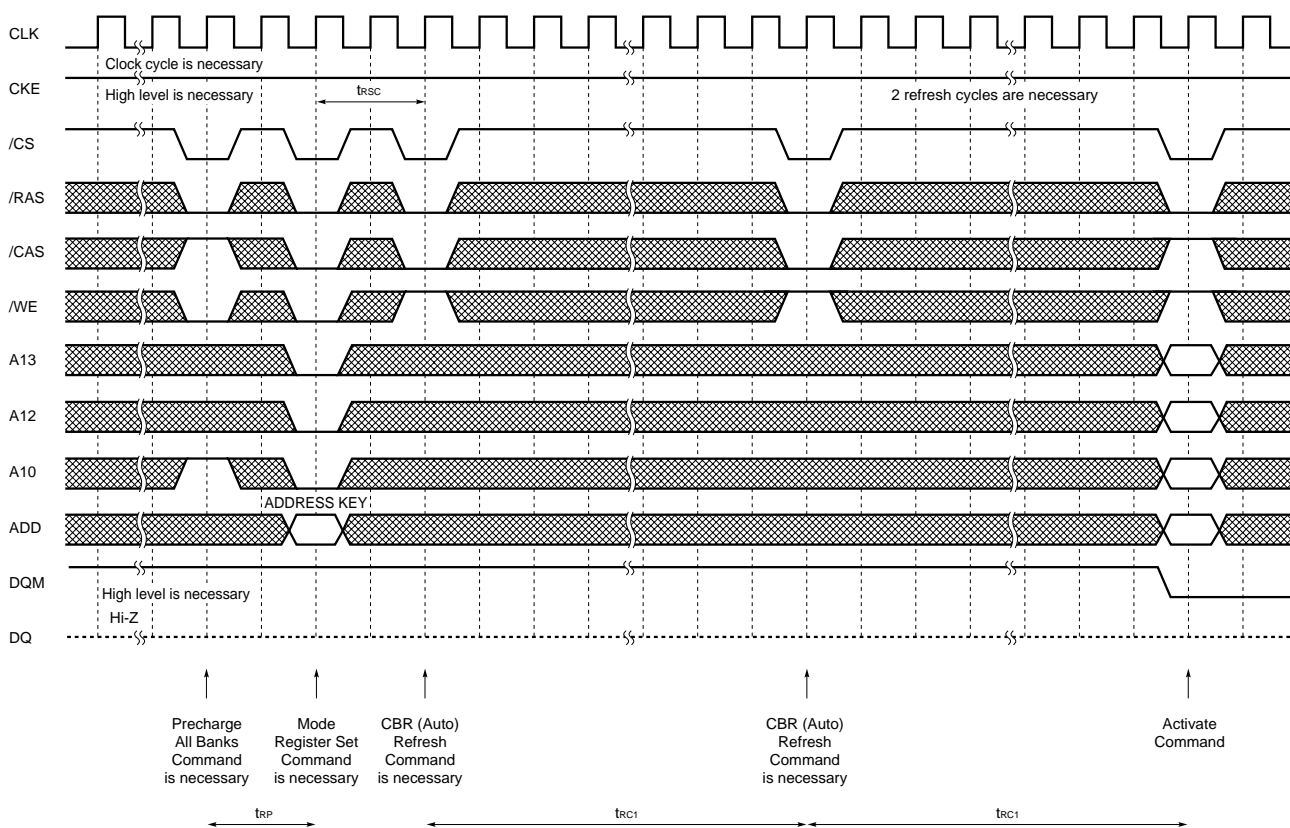 CLK
Clock cycle is necessary
CKE
High level is necessary
tRSC
2 refresh cycles are necessary
/CS
/RAS
/CAS
/WE
A13
A12
A10
ADDRESS KEY
ADD
DQM
High level is necessary
Hi-Z
DQ
Precharge
All Banks
Command
is necessary
Mode
Register Set
Command
is necessary
CBR (Auto)
Refresh
Command
is necessary
CBR (Auto)
Refresh
Command
is necessary
Activate
Command
tRP
tRC1
tRC1